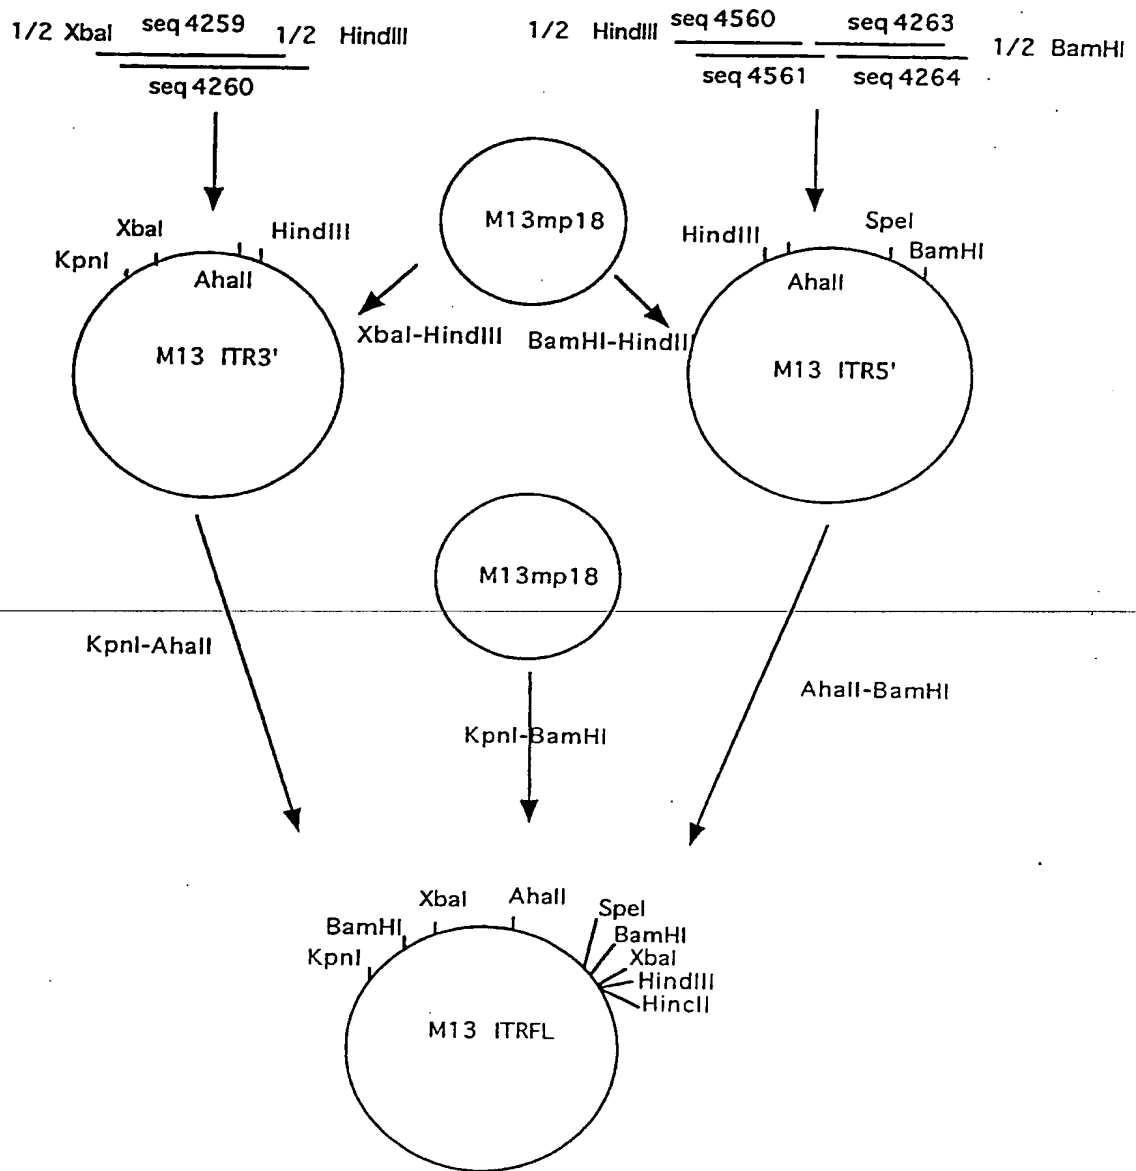 1/2 XbaI seq 4259 1/2 HindIII
seq 4260
1/2 HindIII seq 4560 seq 4263 1/2 BamHI
seq 4561 seq 4264
M13mp18
KpnI XbaI AhaII HindIII
M13 ITR3'
XbaI-HindIII
BamHI-HindIII
HindIII AhaII SpeI BamHI
M13 ITR5'
M13mp18
KpnI-AhaII
KpnI-BamHI
AhaII-BamHI
KpnI
BamHI
XbaI
AhaII
SpeI
BamHI
XbaI
HindIII
HincII
M13 ITRFL